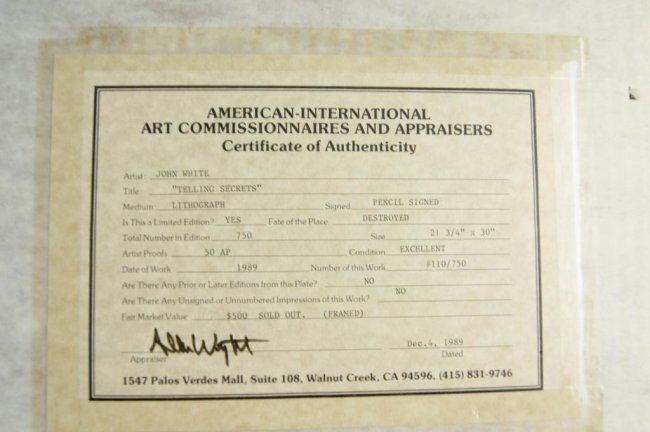 AMERICAN-INTERNATIONAL
ART COMMISSIONNAIRES AND APPRAISERS
Certificate of Authenticity
Artist JOHN WHITE
Title "TELLING SECRETS"
Medium LITHOGRAPH Signed PENCIL SIGNED
Is This a Limited Edition? YES Fate of the Place DESTROYED
Total Number in Edition 750 Size 21 3/4" x 30"
Artist Proofs 50 AP Condition EXCELLENT
Date of Work 1989 Number of this Work #110/750
Are There Any Prior or Later Editions from this Plate? NO
Are There Any Unsigned or Unnumbered Impressions of this Work? NO
Fair Market Value $500 SOLD OUT. (FRAMED)
Dec.4, 1989
Appraiser Dated
1547 Palos Verdes Mall, Suite 108, Walnut Creek, CA 94596, (415) 831-9746